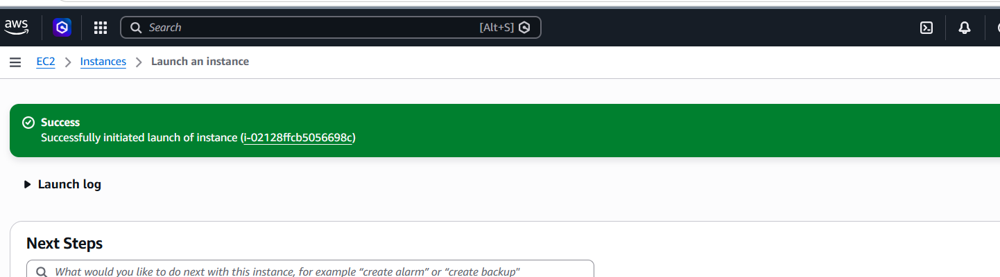 aws
Search [Alt+S]
EC2 > Instances > Launch an instance
Success
Successfully initiated launch of instance (i-02128ffcb5056698c)
Launch log
Next Steps
What would you like to do next with this instance, for example “create alarm” or “create backup"